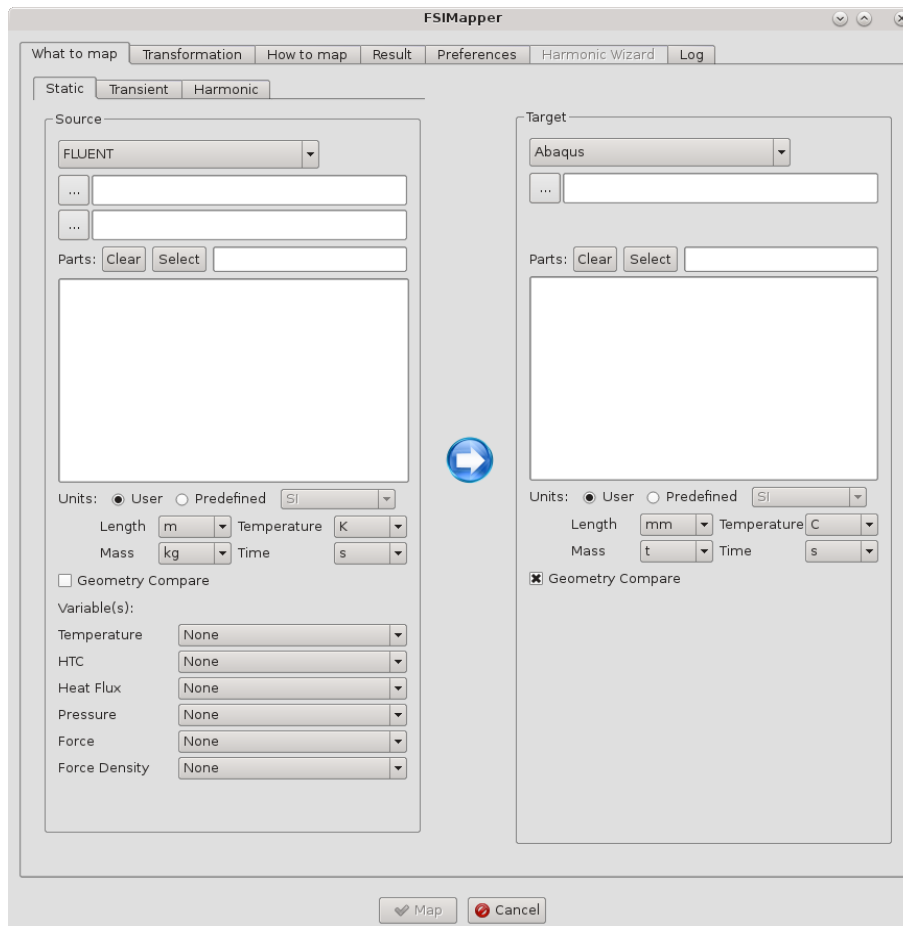 FSIMapper
What to map Transformation How to map Result Preferences Harmonic Wizard Log
Static Transient Harmonic
Source
FLUENT
...
...
Parts: Clear Select
Units: User Predefined SI
Length m Temperature K
Mass kg Time s
Geometry Compare
Variable(s):
Temperature None
HTC None
Heat Flux None
Pressure None
Force None
Force Density None
Target
Abaqus
...
Parts: Clear Select
Units: User Predefined SI
Length mm Temperature C
Mass t Time s
Geometry Compare
Map Cancel